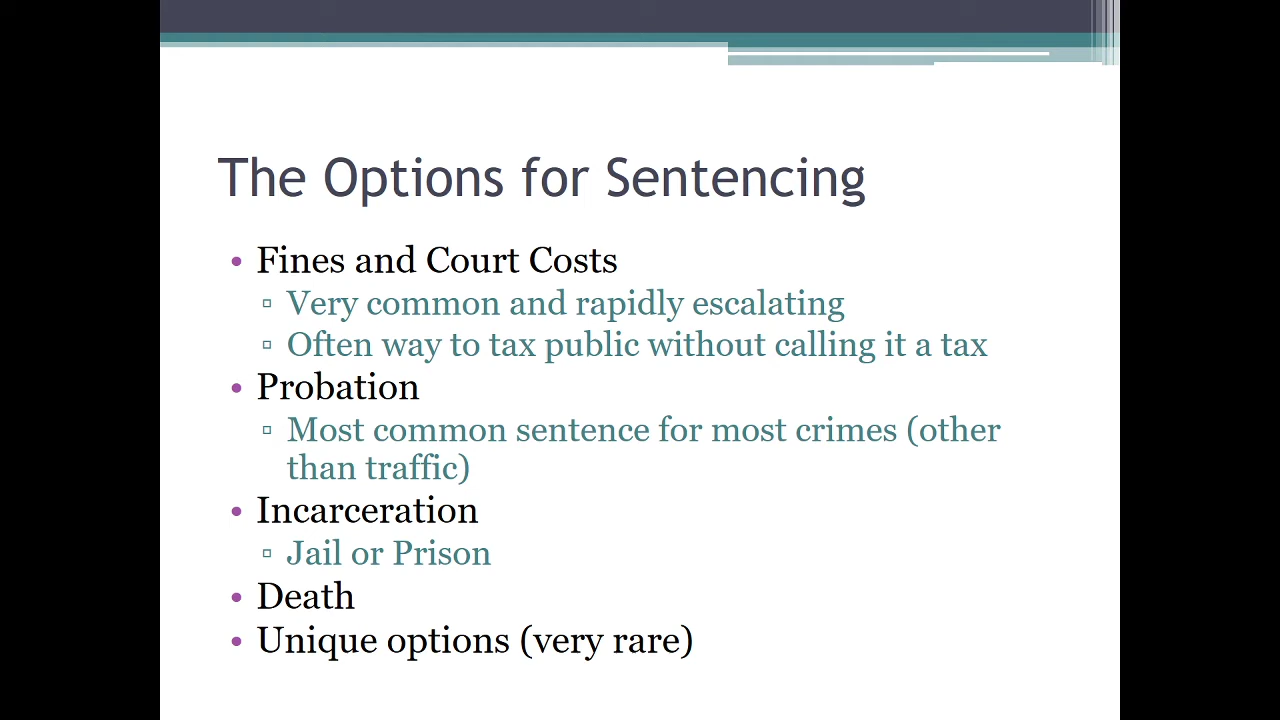 The Options for Sentencing
• Fines and Court Costs
▫ Very common and rapidly escalating
▫ Often way to tax public without calling it a tax
• Probation
▫ Most common sentence for most crimes (other
than traffic)
• Incarceration
▫ Jail or Prison
• Death
• Unique options (very rare)